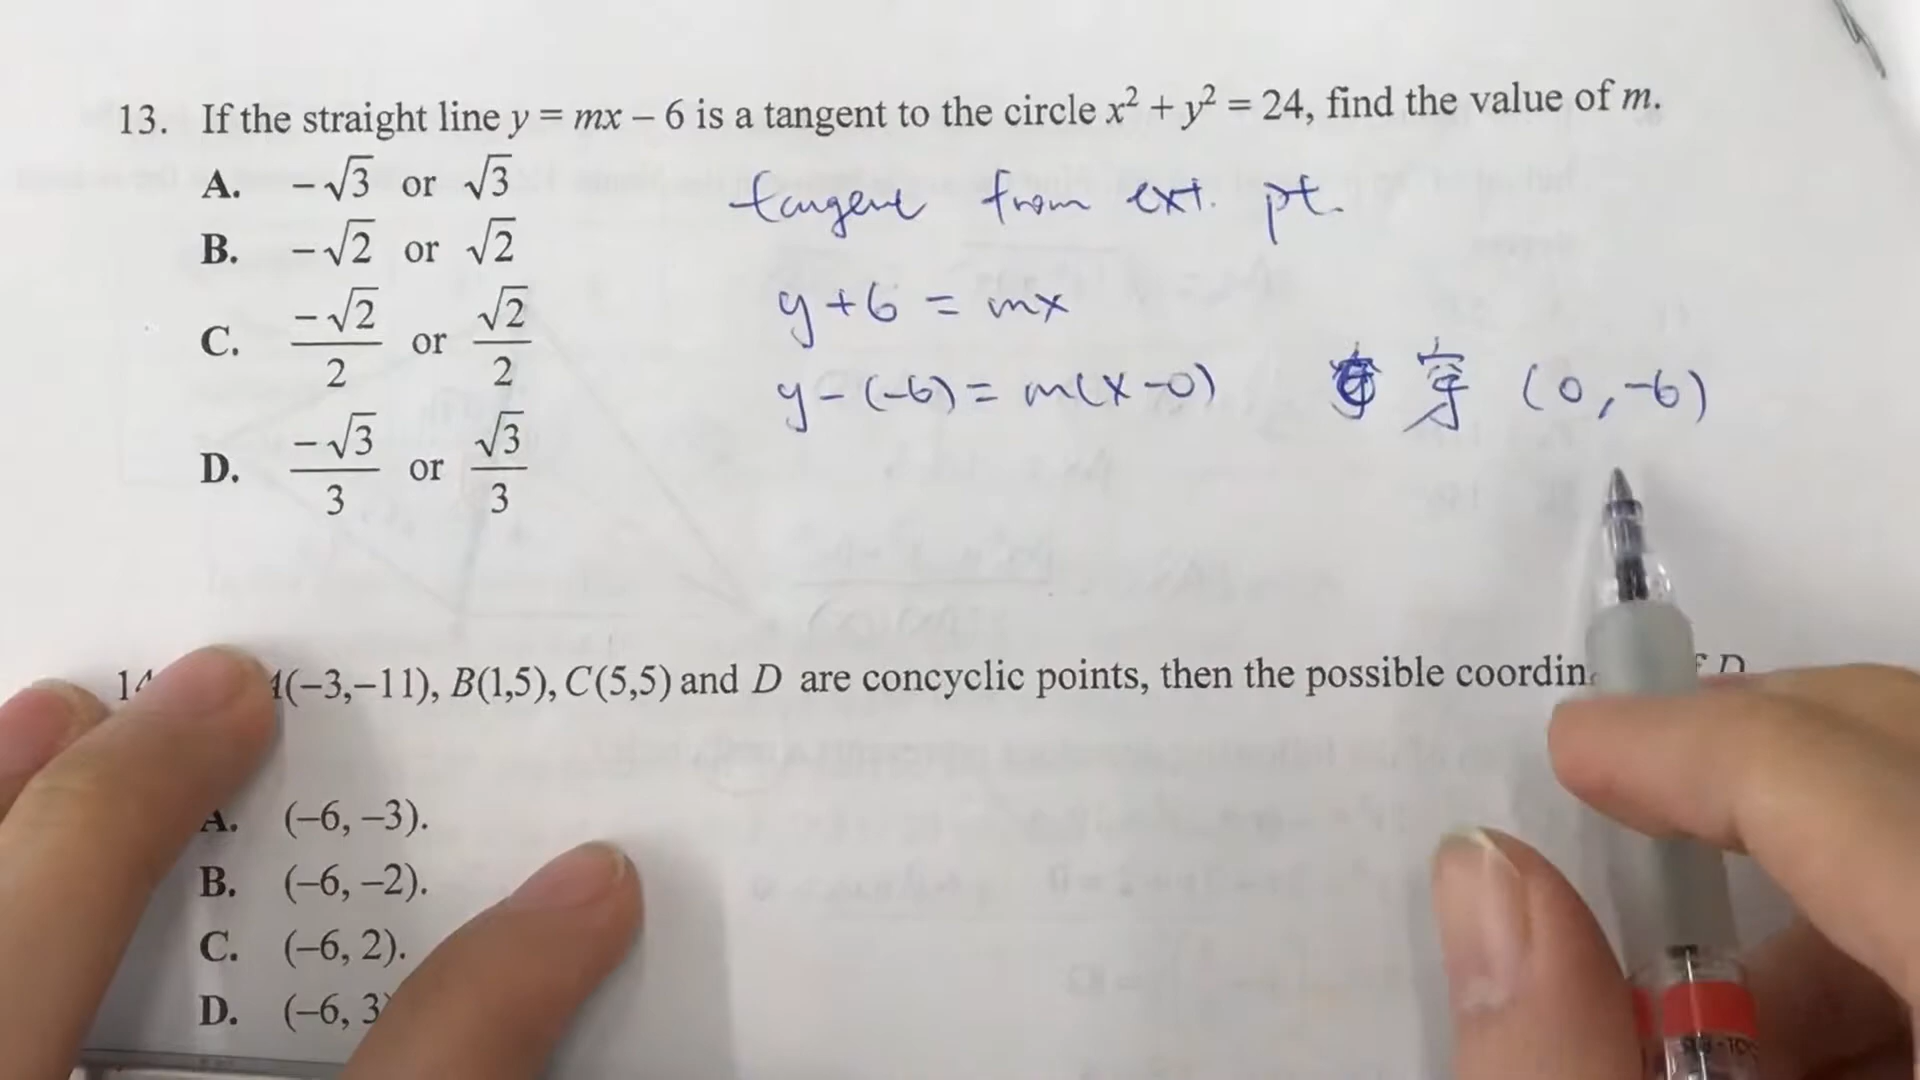 13. If the straight line y = mx – 6 is a tangent to the circle x² + y² = 24, find the value of m.
A. –√3 or √3
B. –√2 or √2
C. –√2/2 or √2/2
D. –√3/3 or √3/3
tangent from ext. pt.
y + 6 = mx
y – (–6) = m(x – 0) 穿 (0, –6)
(–3,–11), B(1,5), C(5,5) and D are concyclic points, then the possible D
A. (–6, –3).
B. (–6, –2).
C. (–6, 2).
D. (–6, 3